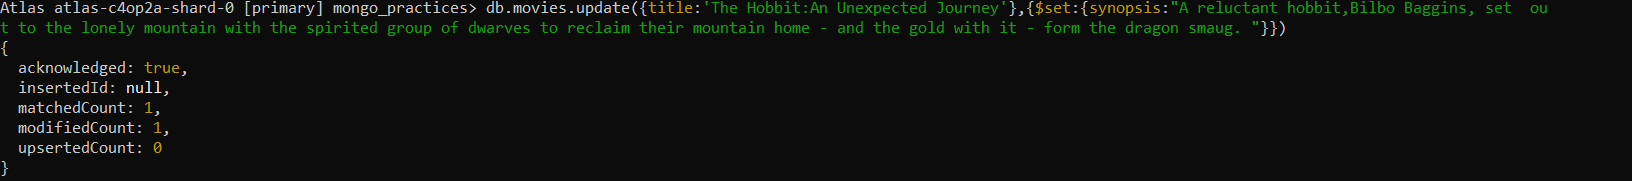 Atlas atlas-c4op2a-shard-0 [primary] mongo_practices> db.movies.update({title:'The Hobbit:An Unexpected Journey'},{$set:{synopsis:"A reluctant hobbit,Bilbo Baggins, set  ou
t to the lonely mountain with the spirited group of dwarves to reclaim their mountain home - and the gold with it - form the dragon smaug. "}})
{
  acknowledged: true,
  insertedId: null,
  matchedCount: 1,
  modifiedCount: 1,
  upsertedCount: 0
}